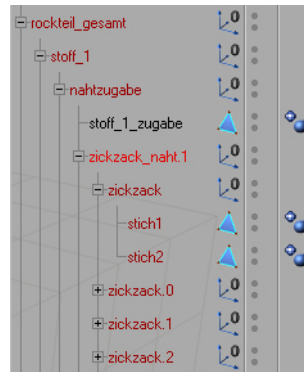 rockteil_gesamt
stoff_1
nahtzugabe
stoff_1_zugabe
zickzack_naht.1
zickzack
stich1
stich2
zickzack.0
zickzack.1
zickzack.2